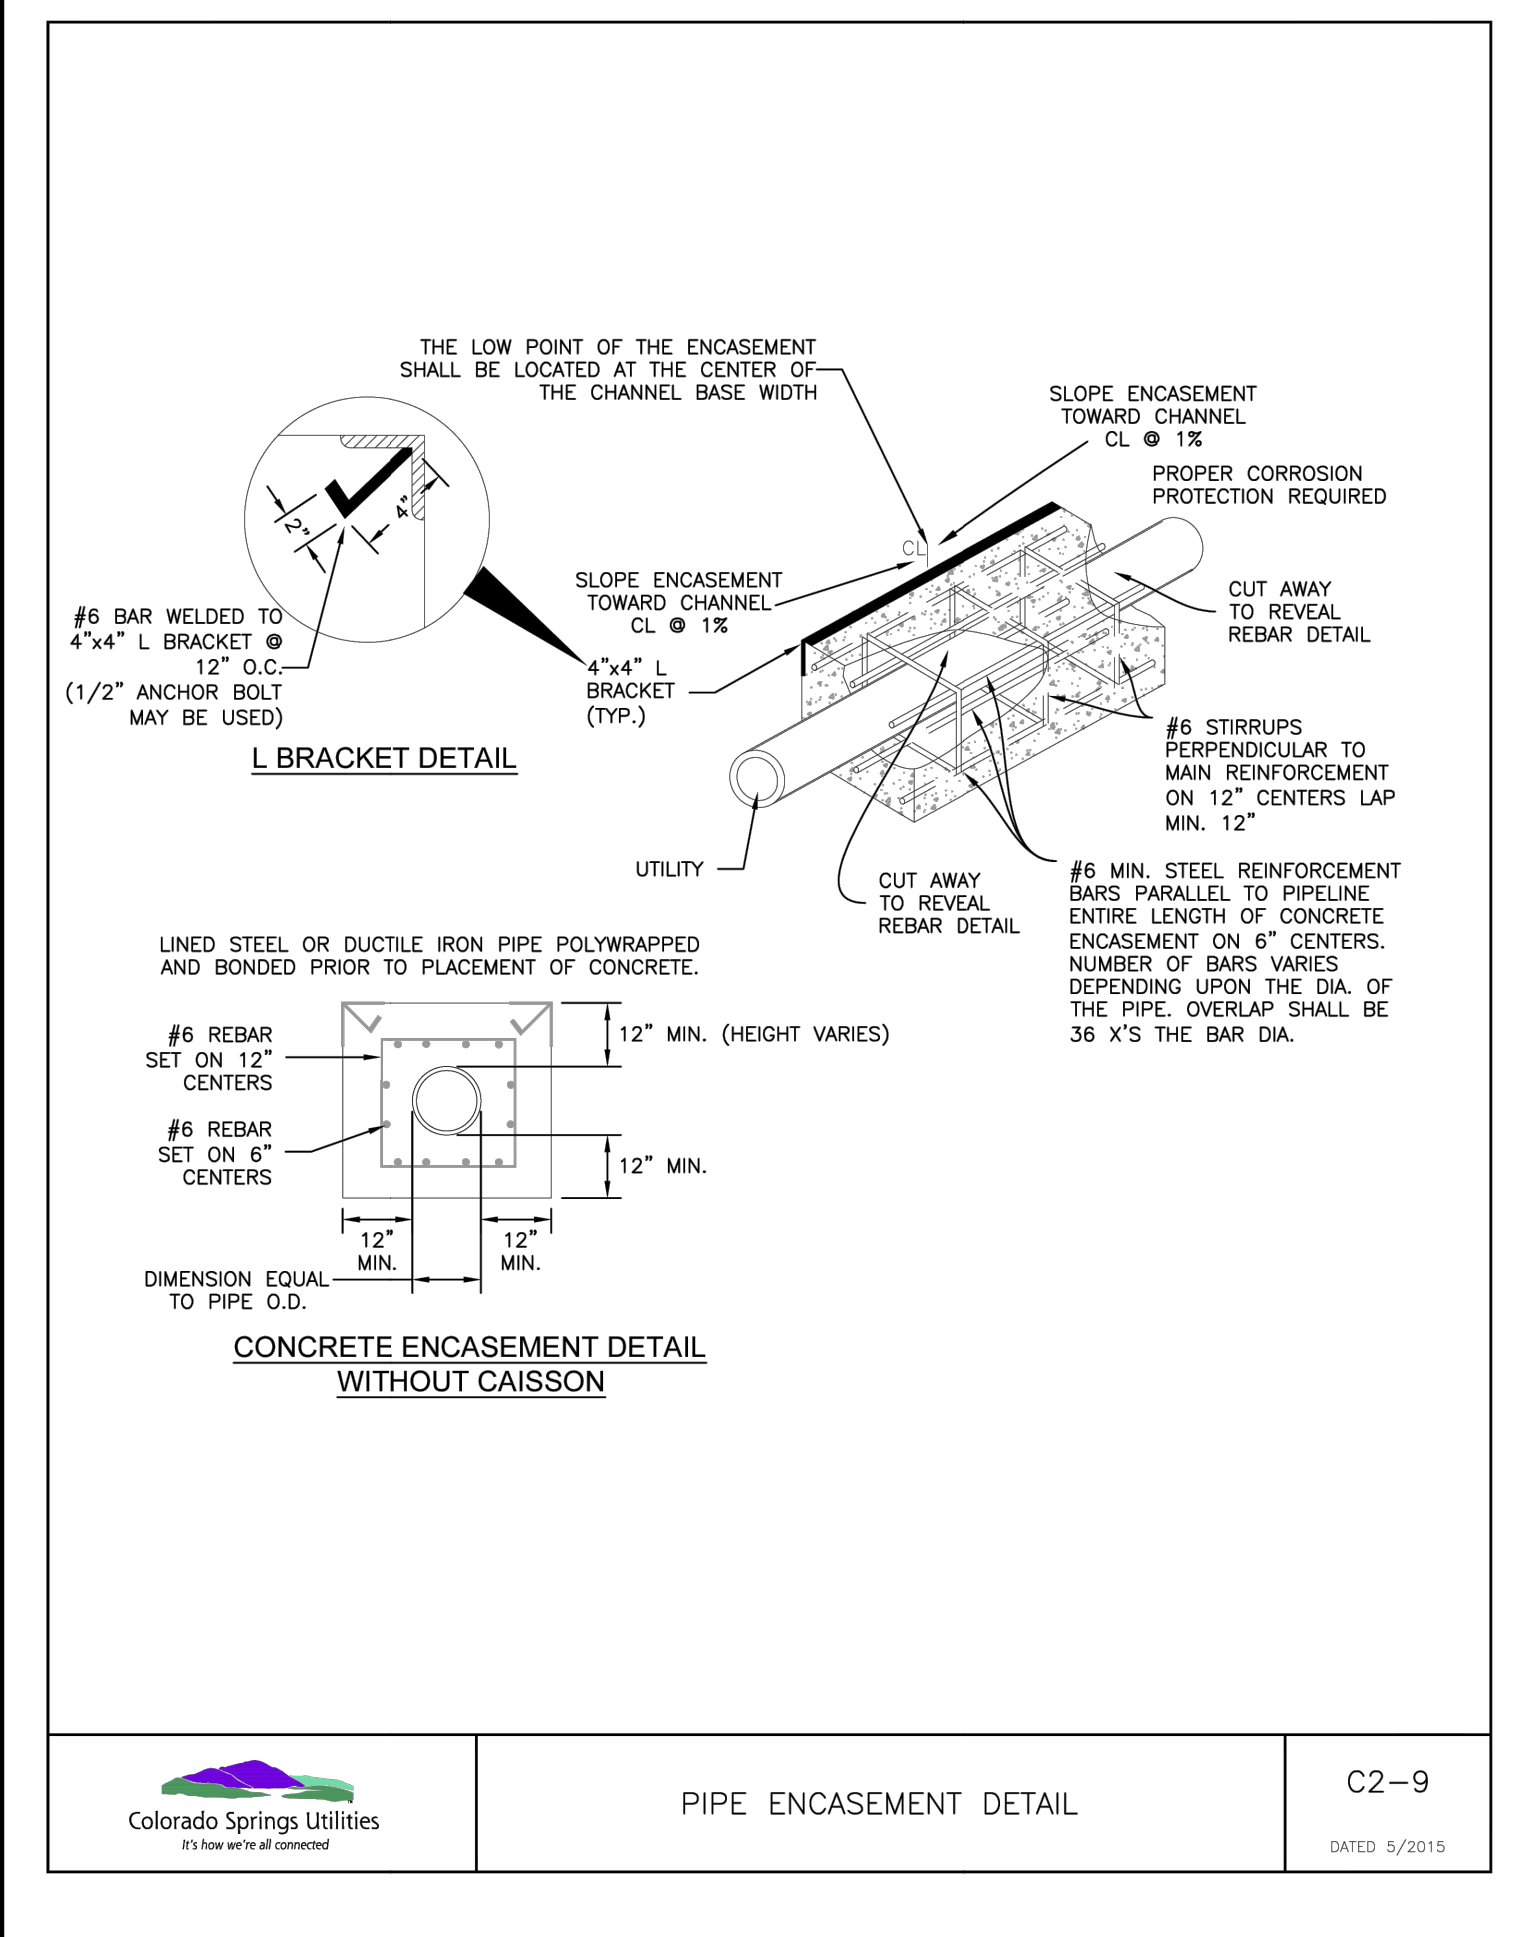 THE LOW POINT OF THE ENCASEMENT
SHALL BE LOCATED AT THE CENTER OF
THE CHANNEL BASE WIDTH
SLOPE ENCASEMENT
TOWARD CHANNEL
CL @ 1%
PROPER CORROSION
PROTECTION REQUIRED
4"
2"
CL
SLOPE ENCASEMENT
TOWARD CHANNEL
CL @ 1%
CUT AWAY
TO REVEAL
REBAR DETAIL
#6 BAR WELDED TO
4"x4" L BRACKET @
12" O.C.
(1/2" ANCHOR BOLT
MAY BE USED)
4"x4" L
BRACKET
(TYP.)
L BRACKET DETAIL
#6 STIRRUPS
PERPENDICULAR TO
MAIN REINFORCEMENT
ON 12" CENTERS LAP
MIN. 12"
UTILITY
CUT AWAY
TO REVEAL
REBAR DETAIL
#6 MIN. STEEL REINFORCEMENT
BARS PARALLEL TO PIPELINE
ENTIRE LENGTH OF CONCRETE
ENCASEMENT ON 6" CENTERS.
NUMBER OF BARS VARIES
DEPENDING UPON THE DIA. OF
THE PIPE. OVERLAP SHALL BE
36 X'S THE BAR DIA.
LINED STEEL OR DUCTILE IRON PIPE POLYWRAPPED
AND BONDED PRIOR TO PLACEMENT OF CONCRETE.
#6 REBAR
SET ON 12"
CENTERS
12" MIN. (HEIGHT VARIES)
#6 REBAR
SET ON 6"
CENTERS
12" MIN.
12"
MIN.
12"
MIN.
DIMENSION EQUAL
TO PIPE O.D.
CONCRETE ENCASEMENT DETAIL
WITHOUT CAISSON
Colorado Springs Utilities
It's how we're all connected
PIPE ENCASEMENT DETAIL
C2-9
DATED 5/2015